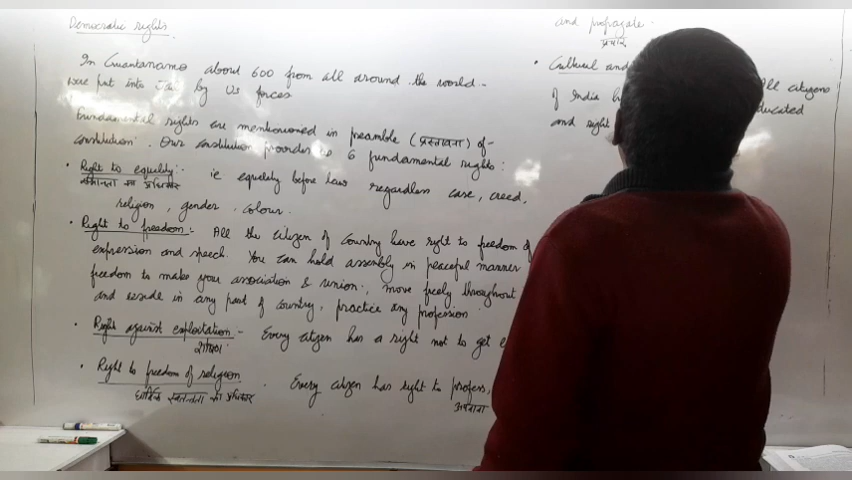 Democratic rights
In Guantanamo about 600 from all around the world
were put into by US forces
Fundamental rights are mentioned in preamble (प्रस्तावना) of
constitution. Our constitution provides us 6 fundamental rights:
• Right to equality:- ie equality before laws regardless case, creed,
समानता का अधिकार
religion, gender, colour.
• Right to freedom:- All the citizen of country have right to freedom of
expression and speech. You can hold assembly in peaceful manner
freedom to make your association & union, move freely throughout
and reside in any part of country, practice any profession
• Right against exploitation:- Every citizen has a right not to get
शोषण
• Right to freedom of religion. Every citizen has right to profess,
धार्मिक स्वतन्त्रता का अधिकार
and propagate.
प्रचार
• Cultural and
All citizens
of India
educated
and right